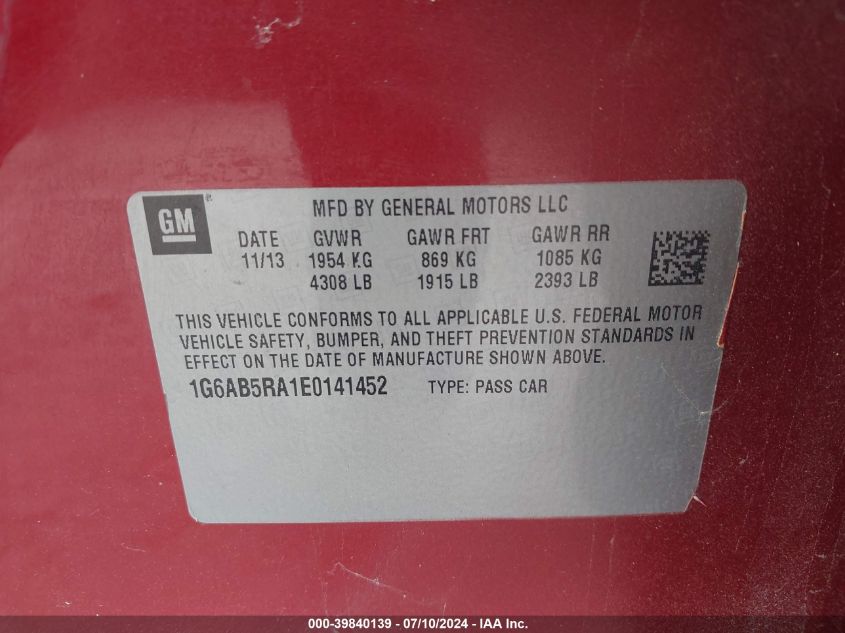 GM ®
MFD BY GENERAL MOTORS LLC
DATE GVWR GAWR FRT GAWR RR
11/13 1954 KG 869 KG 1085 KG
4308 LB 1915 LB 2393 LB
THIS VEHICLE CONFORMS TO ALL APPLICABLE U.S. FEDERAL MOTOR
VEHICLE SAFETY, BUMPER, AND THEFT PREVENTION STANDARDS IN
EFFECT ON THE DATE OF MANUFACTURE SHOWN ABOVE.
1G6AB5RA1E0141452 TYPE: PASS CAR
000-39840139 - 07/10/2024 - IAA Inc.